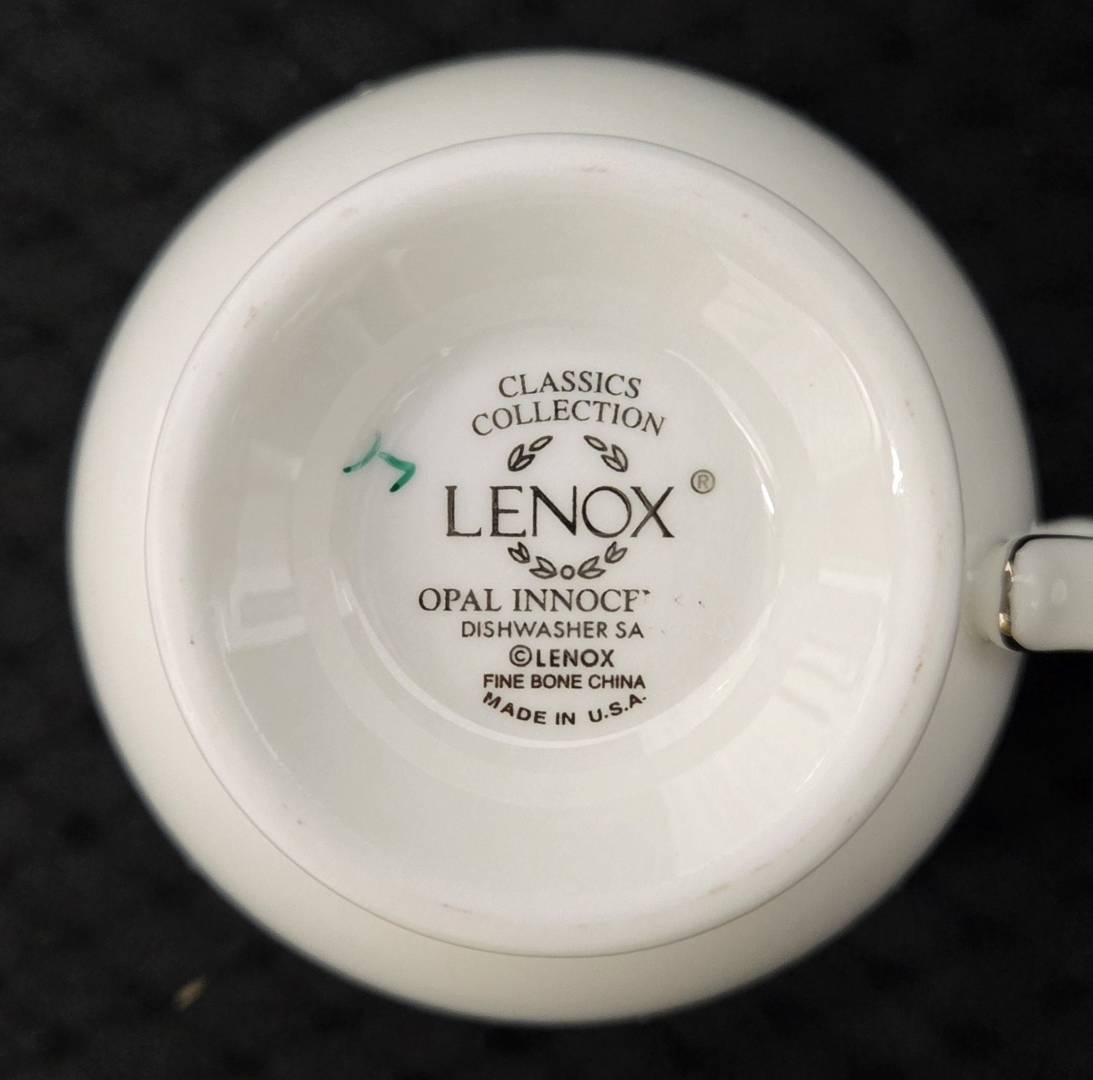 CLASSICS
COLLECTION
LENOX ®
OPAL INNOCE
DISHWASHER SA
©LENOX
FINE BONE CHINA
MADE IN U.S.A.